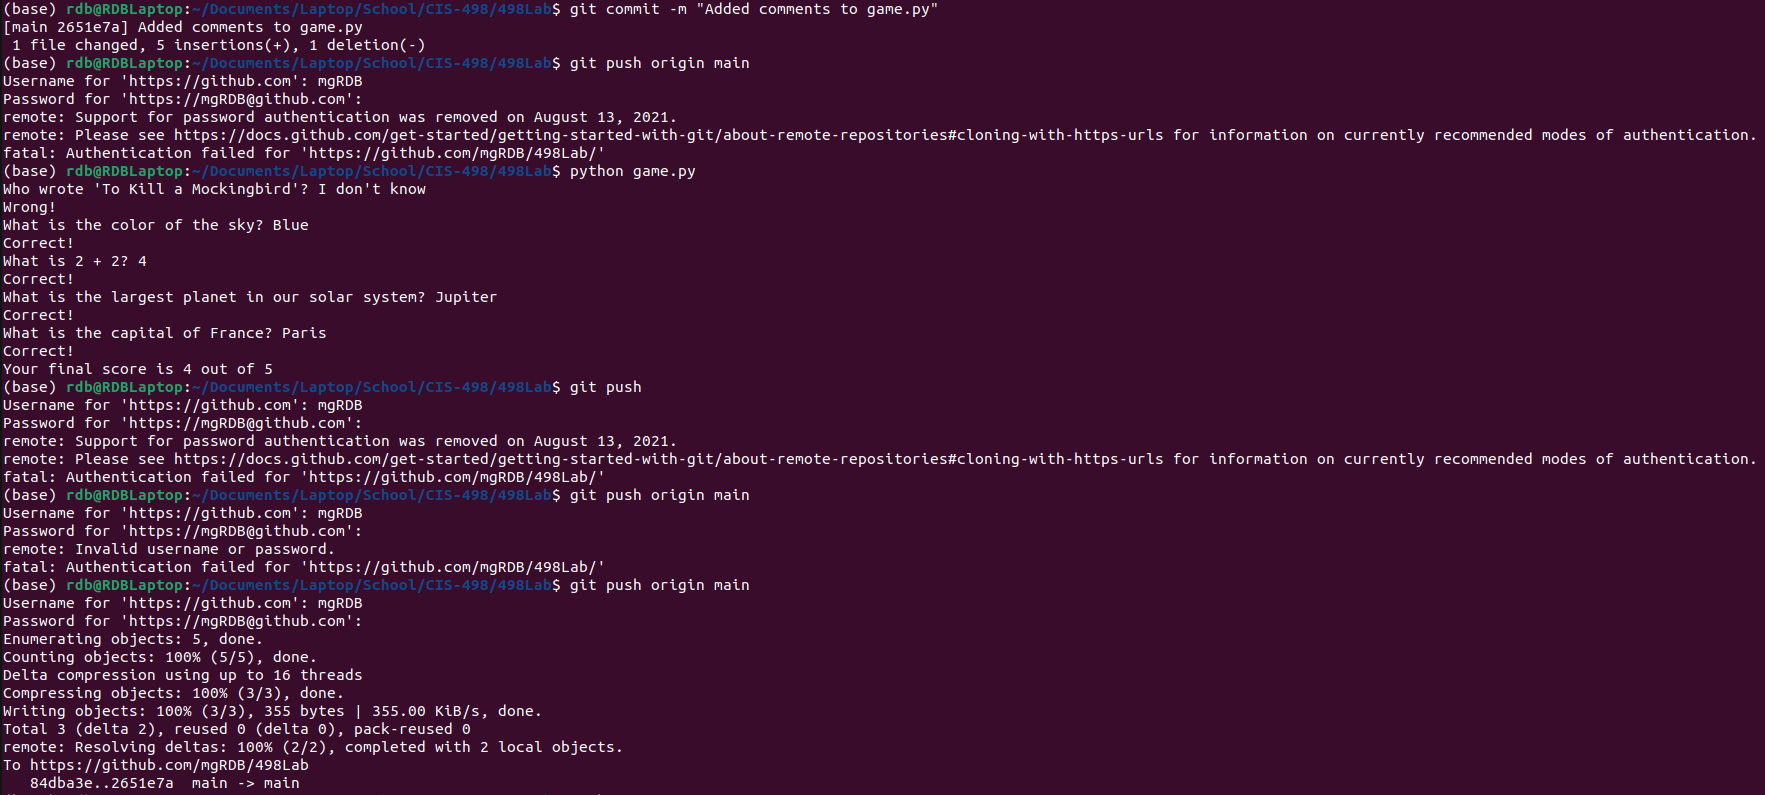 (base) rdb@RDBLaptop:~/Documents/Laptop/School/CIS-498/498Lab$ git commit -m "Added comments to game.py"
[main 2651e7a] Added comments to game.py
 1 file changed, 5 insertions(+), 1 deletion(-)
(base) rdb@RDBLaptop:~/Documents/Laptop/School/CIS-498/498Lab$ git push origin main
Username for 'https://github.com': mgRDB
Password for 'https://mgRDB@github.com':
remote: Support for password authentication was removed on August 13, 2021.
remote: Please see https://docs.github.com/get-started/getting-started-with-git/about-remote-repositories#cloning-with-https-urls for information on currently recommended modes of authentication.
fatal: Authentication failed for 'https://github.com/mgRDB/498Lab/'
(base) rdb@RDBLaptop:~/Documents/Laptop/School/CIS-498/498Lab$ python game.py
Who wrote 'To Kill a Mockingbird'? I don't know
Wrong!
What is the color of the sky? Blue
Correct!
What is 2 + 2? 4
Correct!
What is the largest planet in our solar system? Jupiter
Correct!
What is the capital of France? Paris
Correct!
Your final score is 4 out of 5
(base) rdb@RDBLaptop:~/Documents/Laptop/School/CIS-498/498Lab$ git push
Username for 'https://github.com': mgRDB
Password for 'https://mgRDB@github.com':
remote: Support for password authentication was removed on August 13, 2021.
remote: Please see https://docs.github.com/get-started/getting-started-with-git/about-remote-repositories#cloning-with-https-urls for information on currently recommended modes of authentication.
fatal: Authentication failed for 'https://github.com/mgRDB/498Lab/'
(base) rdb@RDBLaptop:~/Documents/Laptop/School/CIS-498/498Lab$ git push origin main
Username for 'https://github.com': mgRDB
Password for 'https://mgRDB@github.com':
remote: Invalid username or password.
fatal: Authentication failed for 'https://github.com/mgRDB/498Lab/'
(base) rdb@RDBLaptop:~/Documents/Laptop/School/CIS-498/498Lab$ git push origin main
Username for 'https://github.com': mgRDB
Password for 'https://mgRDB@github.com':
Enumerating objects: 5, done.
Counting objects: 100% (5/5), done.
Delta compression using up to 16 threads
Compressing objects: 100% (3/3), done.
Writing objects: 100% (3/3), 355 bytes | 355.00 KiB/s, done.
Total 3 (delta 2), reused 0 (delta 0), pack-reused 0
remote: Resolving deltas: 100% (2/2), completed with 2 local objects.
To https://github.com/mgRDB/498Lab
   84dba3e..2651e7a  main -> main